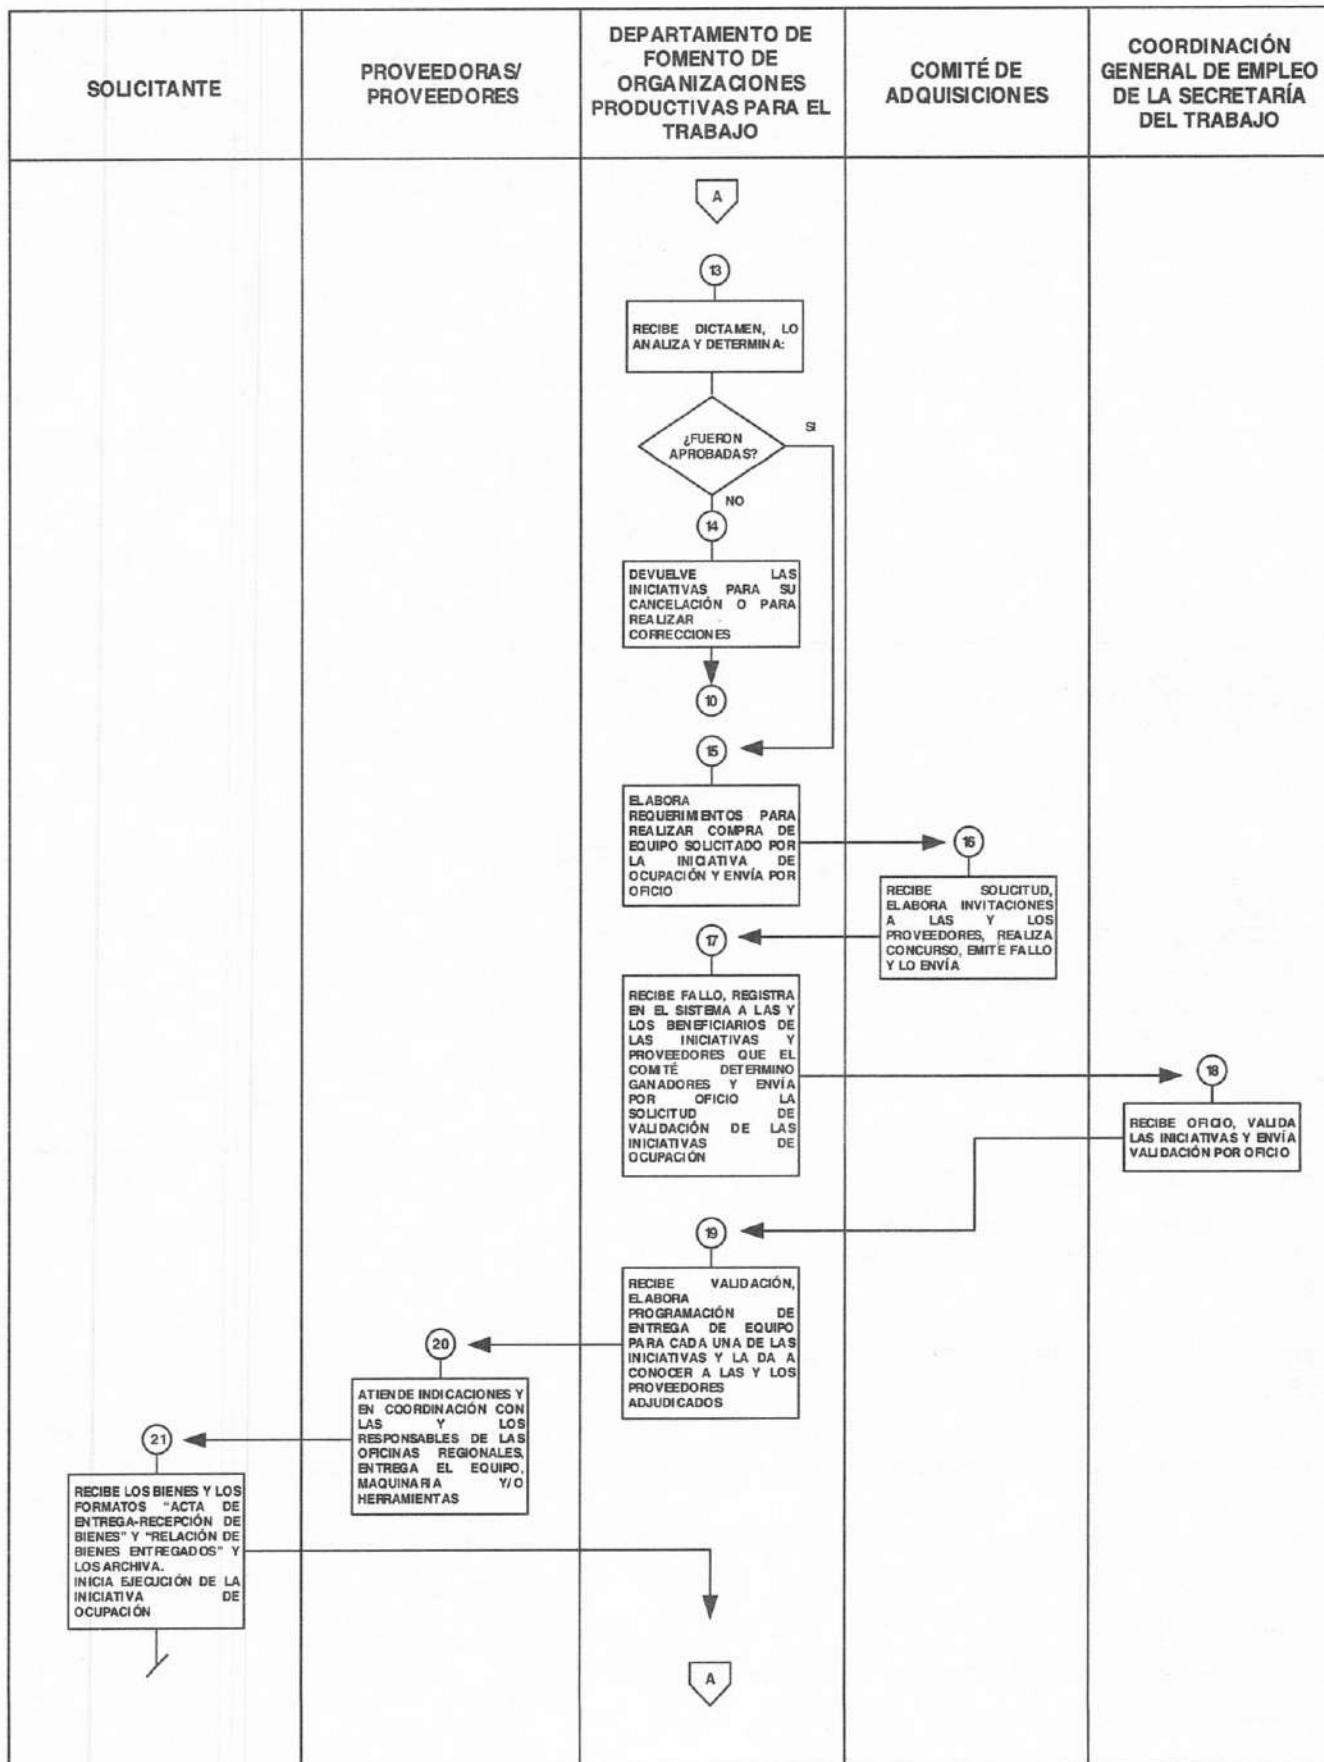 SOLICITANTE
PROVEEDORAS/
PROVEEDORES
DEPARTAMENTO DE
FOMENTO DE
ORGANIZACIONES
PRODUCTIVAS PARA EL
TRABAJO
COMITÉ DE
ADQUISICIONES
COORDINACIÓN
GENERAL DE EMPLEO
DE LA SECRETARÍA
DEL TRABAJO
A
13
RECIBE DICTAMEN, LO
ANALIZA Y DETERMINA:
¿FUERON
APROBADAS?
SI
NO
14
DEVUELVE LAS
INICIATIVAS PARA SU
CANCELACIÓN O PARA
REALIZAR
CORRECCIONES
10
15
ELABORA
REQUERIMIENTOS PARA
REALIZAR COMPRA DE
EQUIPO SOLICITADO POR
LA INICIATIVA DE
OCUPACIÓN Y ENVÍA POR
OFICIO
16
RECIBE SOLICITUD,
ELABORA INVITACIONES
A LAS Y LOS
PROVEEDORES, REALIZA
CONCURSO, EMITE FALLO
Y LO ENVÍA
17
RECIBE FALLO, REGISTRA
EN EL SISTEMA A LAS Y
LOS BENEFICIARIOS DE
LAS INICIATIVAS Y
PROVEEDORES QUE EL
COMITÉ DETERMINO
GANADORES Y ENVÍA
POR OFICIO LA
SOLICITUD DE
VALIDACIÓN DE LAS
INICIATIVAS DE
OCUPACIÓN
18
RECIBE OFICIO, VALIDA
LAS INICIATIVAS Y ENVÍA
VALIDACIÓN POR OFICIO
19
RECIBE VALIDACIÓN,
ELABORA
PROGRAMACIÓN DE
ENTREGA DE EQUIPO
PARA CADA UNA DE LAS
INICIATIVAS Y LA DA A
CONOCER A LAS Y LOS
PROVEEDORES
ADJUDICADOS
20
ATIENDE INDICACIONES Y
EN COORDINACIÓN CON
LAS Y LOS
RESPONSABLES DE LAS
OFICINAS REGIONALES,
ENTREGA EL EQUIPO,
MAQUINARIA Y/O
HERRAMIENTAS
21
RECIBE LOS BIENES Y LOS
FORMATOS "ACTA DE
ENTREGA-RECEPCIÓN DE
BIENES" Y "RELACIÓN DE
BIENES ENTREGADOS" Y
LOS ARCHIVA.
INICIA EJECUCIÓN DE LA
INICIATIVA DE
OCUPACIÓN
A